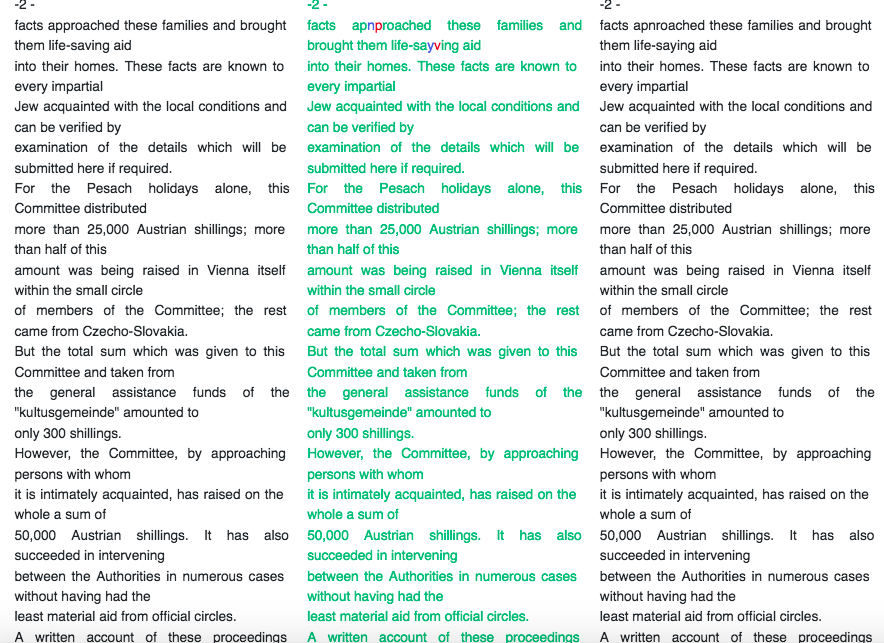 -2 -
facts approached these families and brought
them life-saving aid
into their homes. These facts are known to
every impartial
Jew acquainted with the local conditions and
can be verified by
examination of the details which will be
submitted here if required.
For the Pesach holidays alone, this
Committee distributed
more than 25,000 Austrian shillings; more
than half of this
amount was being raised in Vienna itself
within the small circle
of members of the Committee; the rest
came from Czecho-Slovakia.
But the total sum which was given to this
Committee and taken from
the general assistance funds of the
"kultusgemeinde" amounted to
only 300 shillings.
However, the Committee, by approaching
persons with whom
it is intimately acquainted, has raised on the
whole a sum of
50,000 Austrian shillings. It has also
succeeded in intervening
between the Authorities in numerous cases
without having had the
least material aid from official circles.
A written account of these proceedings
-2 -
facts apnproached these families and
brought them life-sayving aid
into their homes. These facts are known to
every impartial
Jew acquainted with the local conditions and
can be verified by
examination of the details which will be
submitted here if required.
For the Pesach holidays alone, this
Committee distributed
more than 25,000 Austrian shillings; more
than half of this
amount was being raised in Vienna itself
within the small circle
of members of the Committee; the rest
came from Czecho-Slovakia.
But the total sum which was given to this
Committee and taken from
the general assistance funds of the
"kultusgemeinde" amounted to
only 300 shillings.
However, the Committee, by approaching
persons with whom
it is intimately acquainted, has raised on the
whole a sum of
50,000 Austrian shillings. It has also
succeeded in intervening
between the Authorities in numerous cases
without having had the
least material aid from official circles.
A written account of these proceedings
-2 -
facts apnroached these families and brought
them life-saying aid
into their homes. These facts are known to
every impartial
Jew acquainted with the local conditions and
can be verified by
examination of the details which will be
submitted here if required.
For the Pesach holidays alone, this
Committee distributed
more than 25,000 Austrian shillings; more
than half of this
amount was being raised in Vienna itself
within the small circle
of members of the Committee; the rest
came from Czecho-Slovakia.
But the total sum which was given to this
Committee and taken from
the general assistance funds of the
"kultusgemeinde" amounted to
only 300 shillings.
However, the Committee, by approaching
persons with whom
it is intimately acquainted, has raised on the
whole a sum of
50,000 Austrian shillings. It has also
succeeded in intervening
between the Authorities in numerous cases
without having had the
least material aid from official circles.
A written account of these proceedings